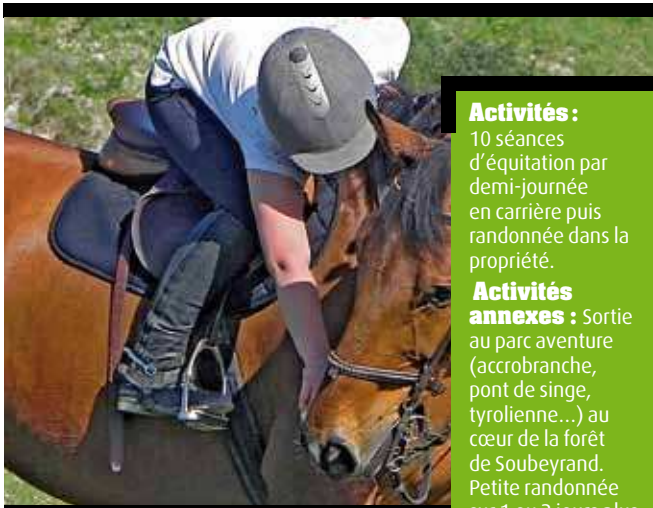 Activités :
10 séances
d'équitation par
demi-journée
en carrière puis
randonnée dans la
propriété.
Activités
annexes : Sortie
au parc aventure
(accrobranche,
pont de singe,
tyrolienne...) au
cœur de la forêt
de Soubeyrand.
Petite randonnée